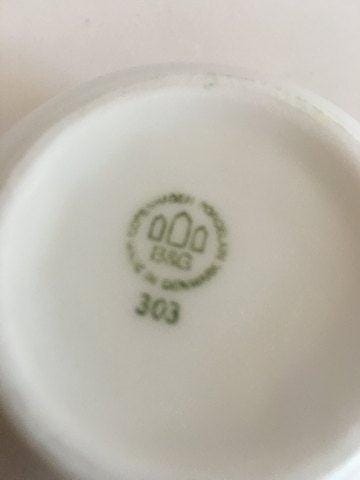 COPENHAGEN PORCELAIN
B&G
MADE IN DENMARK
303